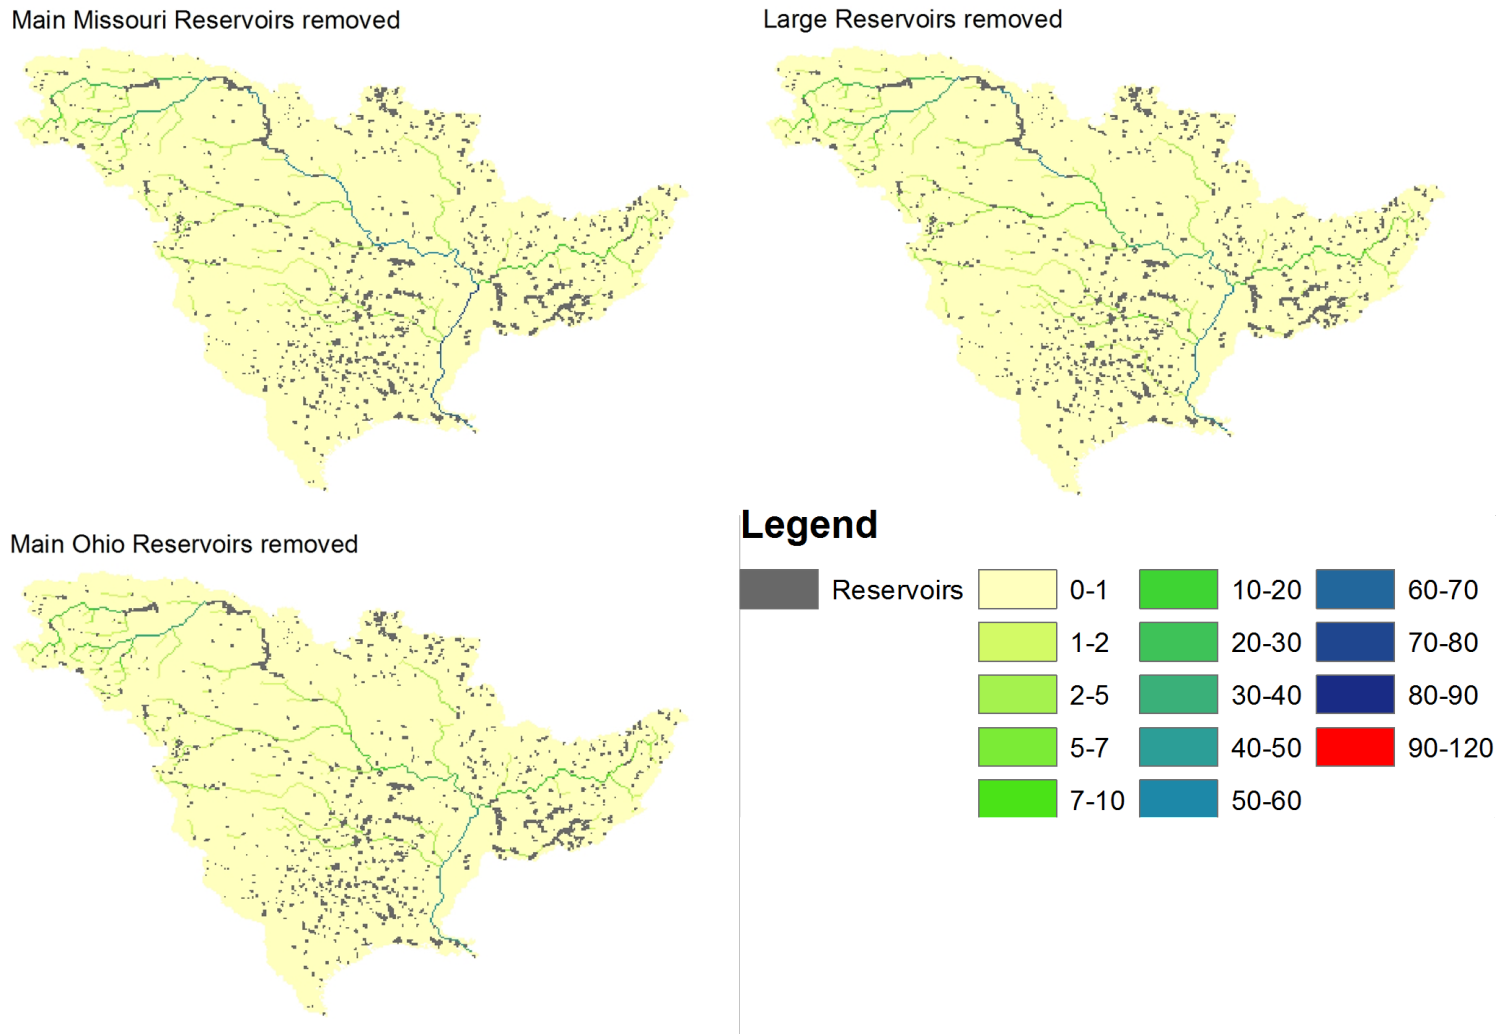 Main Missouri Reservoirs removed
Large Reservoirs removed
Main Ohio Reservoirs removed
Legend
Reservoirs
0-1
1-2
2-5
5-7
7-10
10-20
20-30
30-40
40-50
50-60
60-70
70-80
80-90
90-120